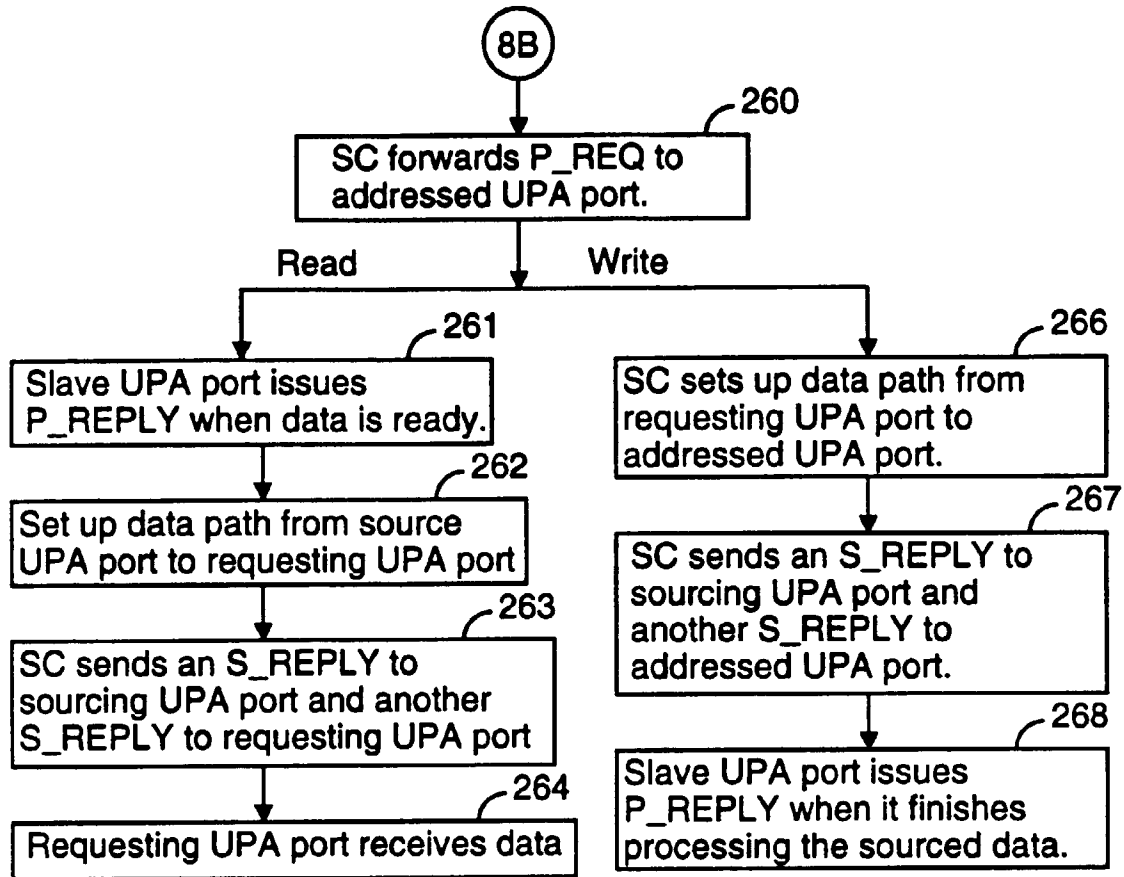 8B
260
SC forwards P_REQ to
addressed UPA port.
Read
Write
261
Slave UPA port issues
P_REPLY when data is ready.
262
Set up data path from source
UPA port to requesting UPA port
263
SC sends an S_REPLY to
sourcing UPA port and another
S_REPLY to requesting UPA port
264
Requesting UPA port receives data
266
SC sets up data path from
requesting UPA port to
addressed UPA port.
267
SC sends an S_REPLY to
sourcing UPA port and
another S_REPLY to
addressed UPA port.
268
Slave UPA port issues
P_REPLY when it finishes
processing the sourced data.